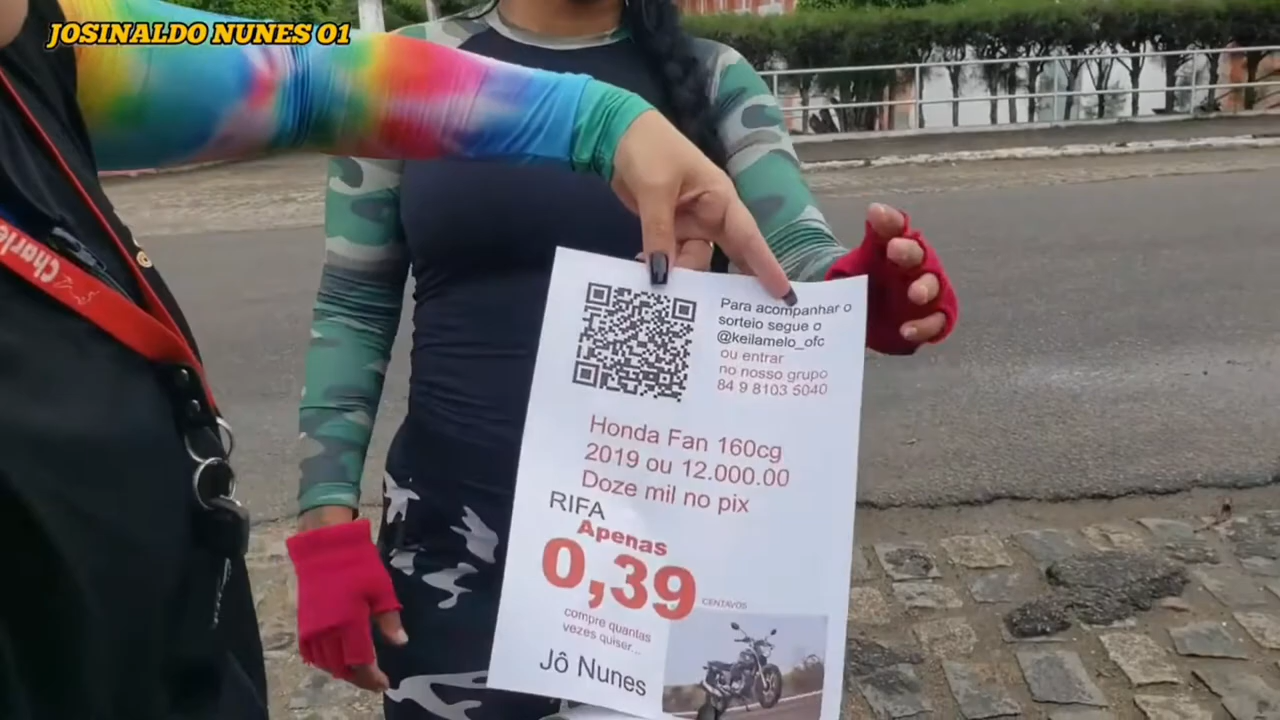 JOSINALDO NUNES 01
Charle
Para acompanhar o
sorteio segue o
@keilamelo_ofc
ou entrar
no nosso grupo
84 9 8103 5040
Honda Fan 160cg
2019 ou 12.000.00
Doze mil no pix
RIFA
Apenas
0,39
CENTAVOS
compre quantas
vezes quiser...
Jô Nunes